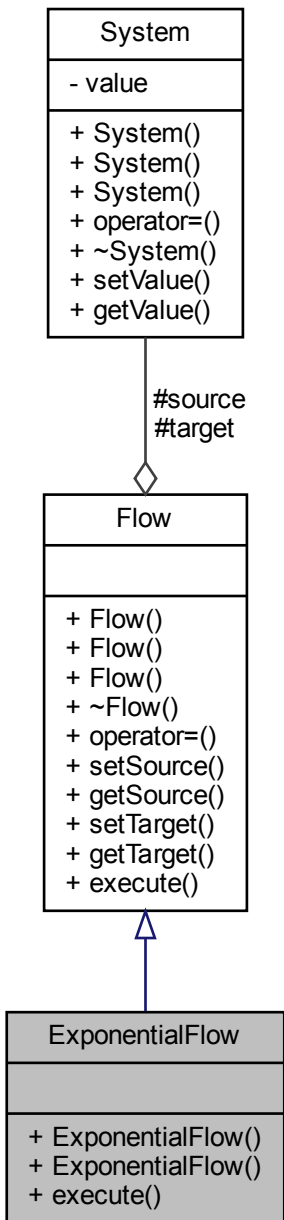 System
- value
+ System()
+ System()
+ System()
+ operator=()
+ ~System()
+ setValue()
+ getValue()
#source
#target
Flow
+ Flow()
+ Flow()
+ Flow()
+ ~Flow()
+ operator=()
+ setSource()
+ getSource()
+ setTarget()
+ getTarget()
+ execute()
ExponentialFlow
+ ExponentialFlow()
+ ExponentialFlow()
+ execute()